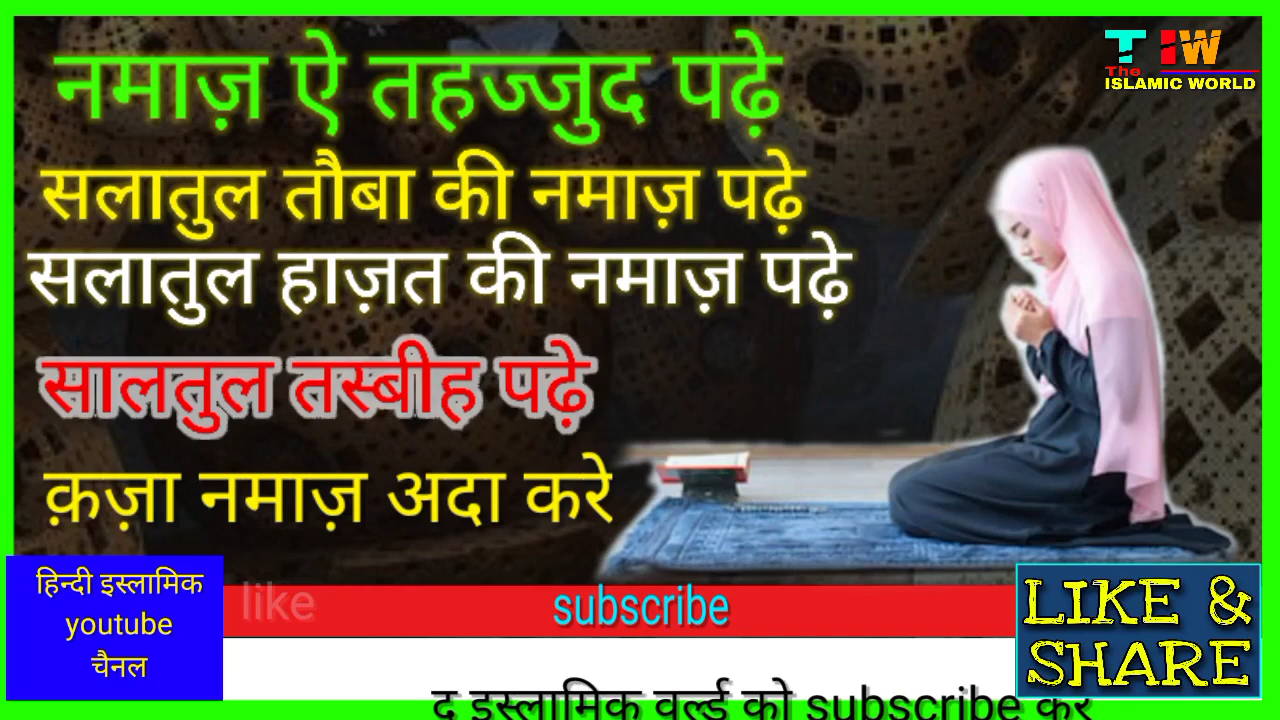 नमाज़ ऐ तहज्जुद पढ़े
T IW
The
ISLAMIC WORLD
सलातुल तौबा की नमाज़ पढ़े
सलातुल हाज़त की नमाज़ पढ़े
सालतुल तस्बीह पढ़े
क़ज़ा नमाज़ अदा करे
हिन्दी इस्लामिक
youtube
चैनल
like
subscribe
LIKE &
SHARE
द इस्लामिक वर्ल्ड को subscribe करे